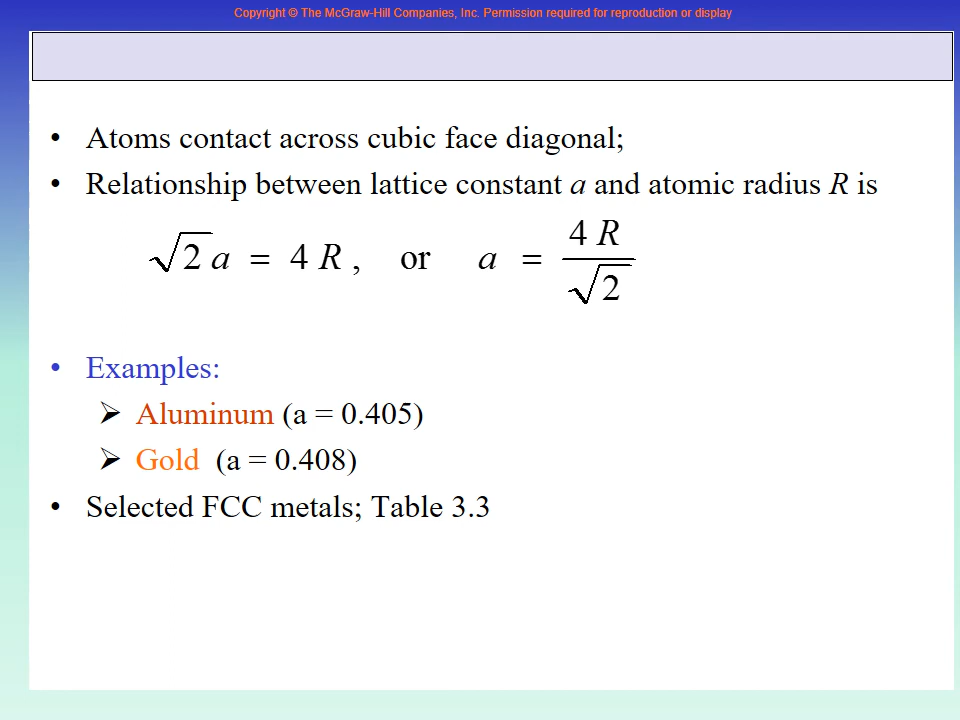 Copyright © The McGraw-Hill Companies, Inc. Permission required for reproduction or display
• Atoms contact across cubic face diagonal;
• Relationship between lattice constant a and atomic radius R is
√2 a = 4 R , or a = 4 R / √2
• Examples:
➢ Aluminum (a = 0.405)
➢ Gold (a = 0.408)
• Selected FCC metals; Table 3.3